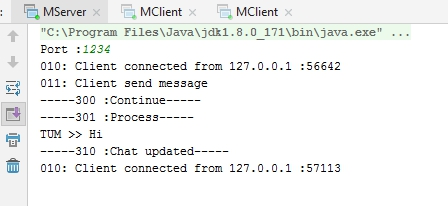 MServer MClient MClient
"C:\Program Files\Java\jdk1.8.0_171\bin\java.exe" ...
Port :1234
010: Client connected from 127.0.0.1 :56642
011: Client send message
-----300 :Continue-----
-----301 :Process-----
TUM >> Hi
-----310 :Chat updated-----
010: Client connected from 127.0.0.1 :57113